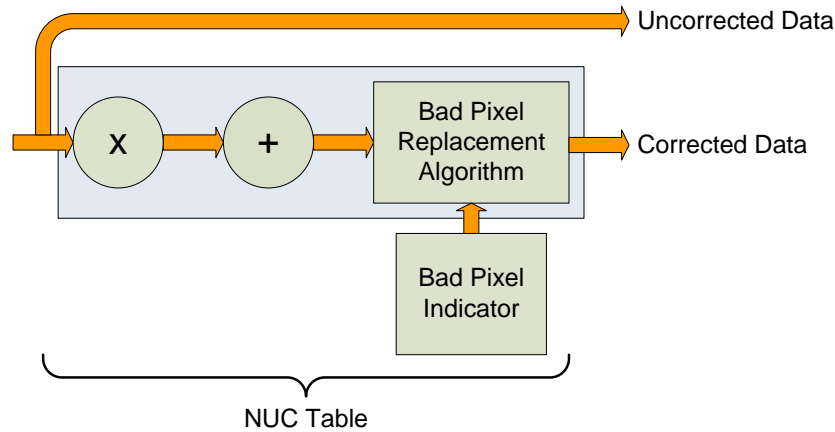 Uncorrected Data
x
+
Bad Pixel
Replacement
Algorithm
Corrected Data
Bad Pixel
Indicator
NUC Table